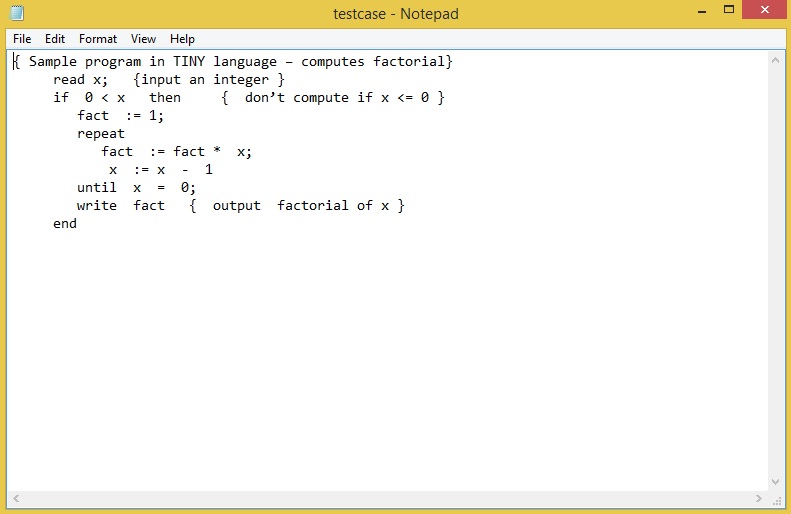 testcase - Notepad
File Edit Format View Help
{ Sample program in TINY language – computes factorial}
     read x;   {input an integer }
     if  0 < x   then     {  don’t compute if x <= 0 }
        fact  := 1;
        repeat
           fact  := fact *  x;
            x  := x  -  1
        until  x  =  0;
        write  fact   {  output  factorial of x }
     end